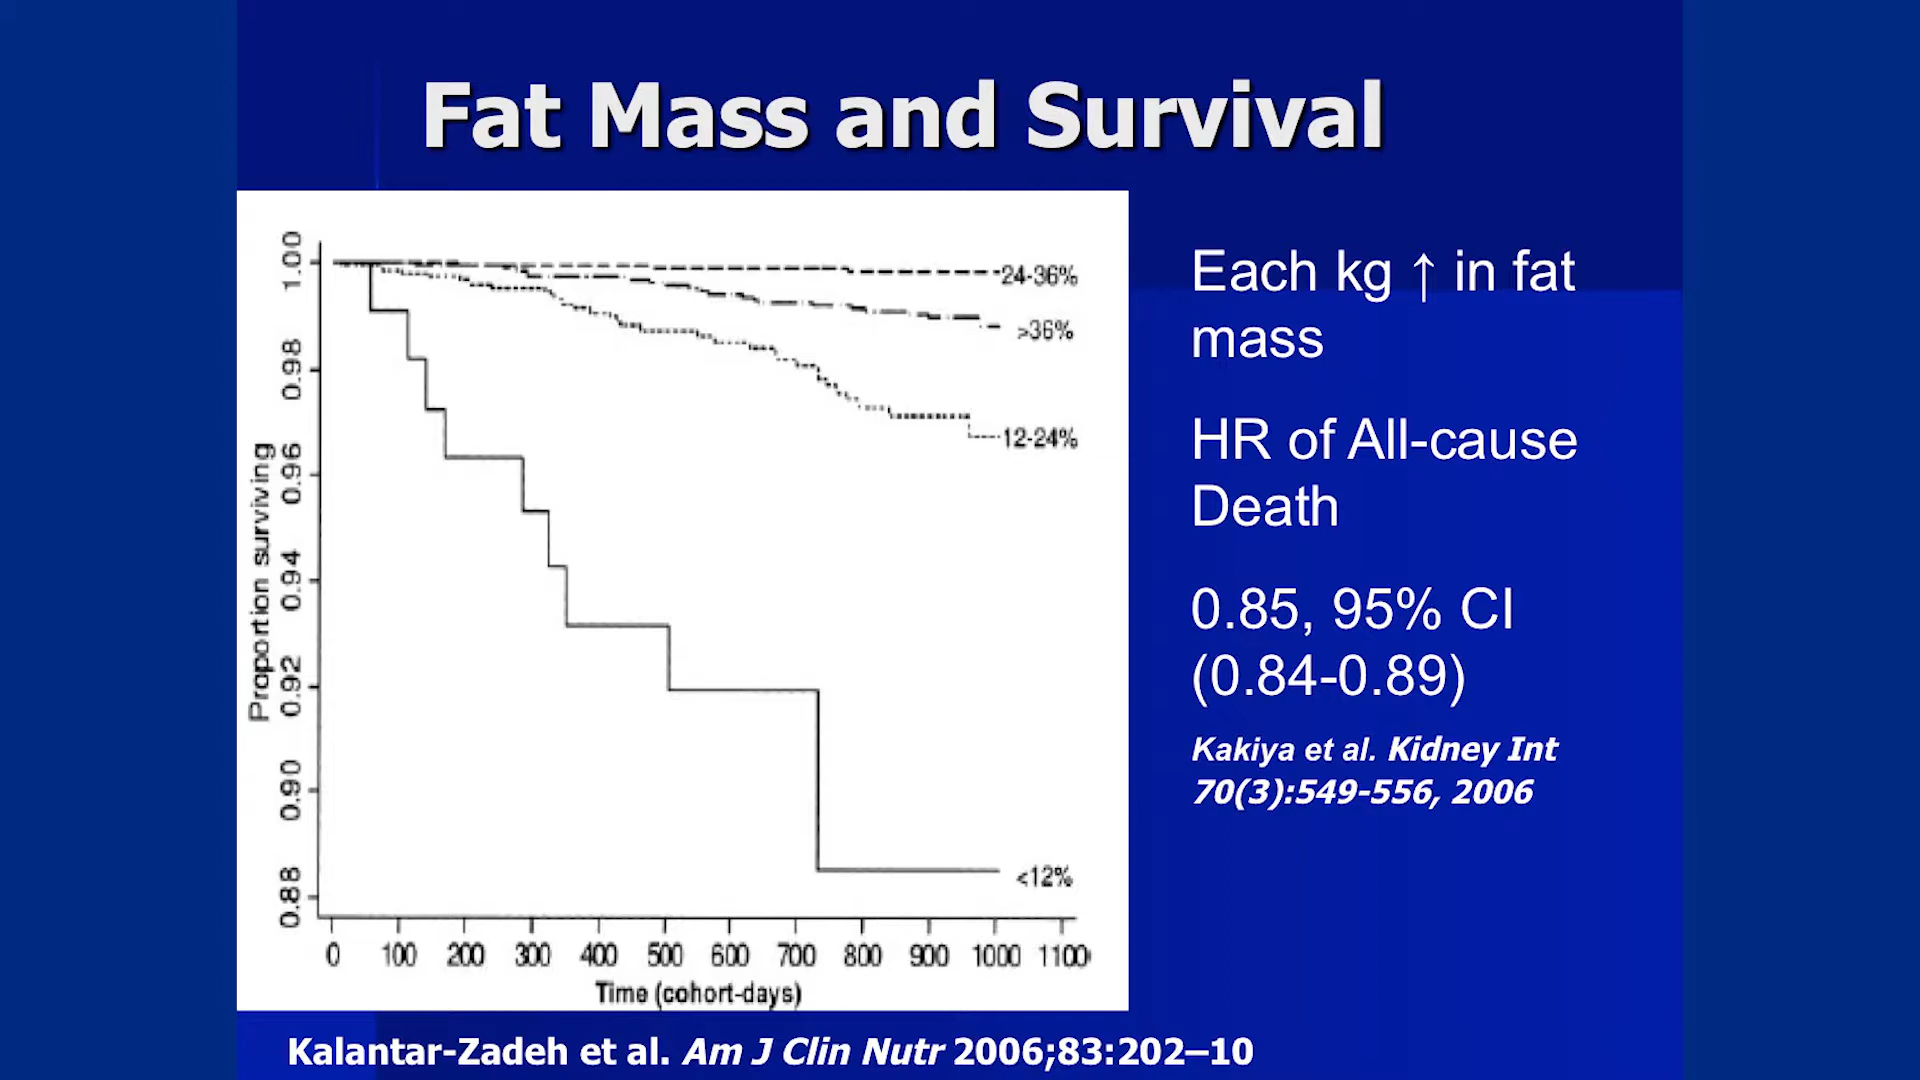 Fat Mass and Survival
Proportion surviving
1.00
0.98
0.96
0.94
0.92
0.90
0.88
24-36%
>36%
12-24%
<12%
0 100 200 300 400 500 600 700 800 900 1000 1100
Time (cohort-days)
Each kg ↑ in fat
mass
HR of All-cause
Death
0.85, 95% CI
(0.84-0.89)
Kakiya et al. Kidney Int
70(3):549-556, 2006
Kalantar-Zadeh et al. Am J Clin Nutr 2006;83:202–10